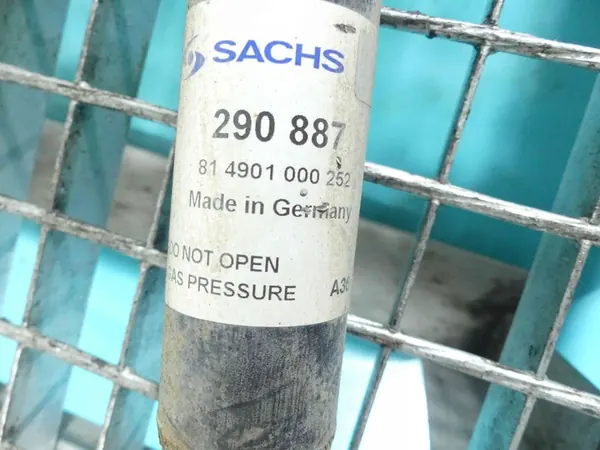 SACHS
290 887
81 4901 000 252
Made in Germany
DO NOT OPEN
GAS PRESSURE